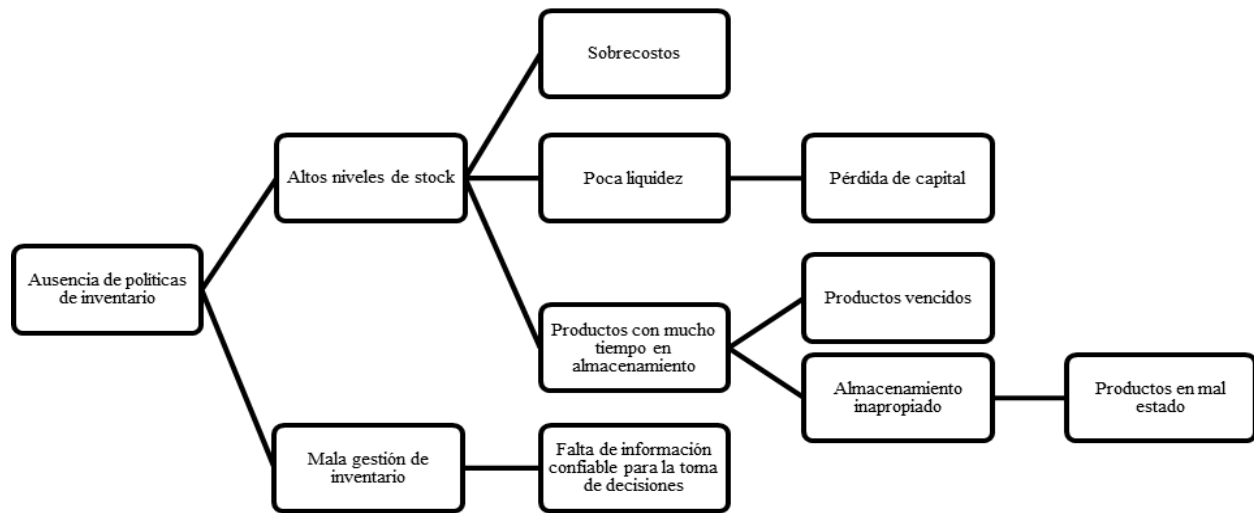 Sobrecostos
Altos niveles de stock
Poca liquidez
Pérdida de capital
Ausencia de políticas
de inventario
Productos vencidos
Productos con mucho
tiempo en
almacenamiento
Almacenamiento
inapropiado
Productos en mal
estado
Mala gestión de
inventario
Falta de información
confiable para la toma
de decisiones